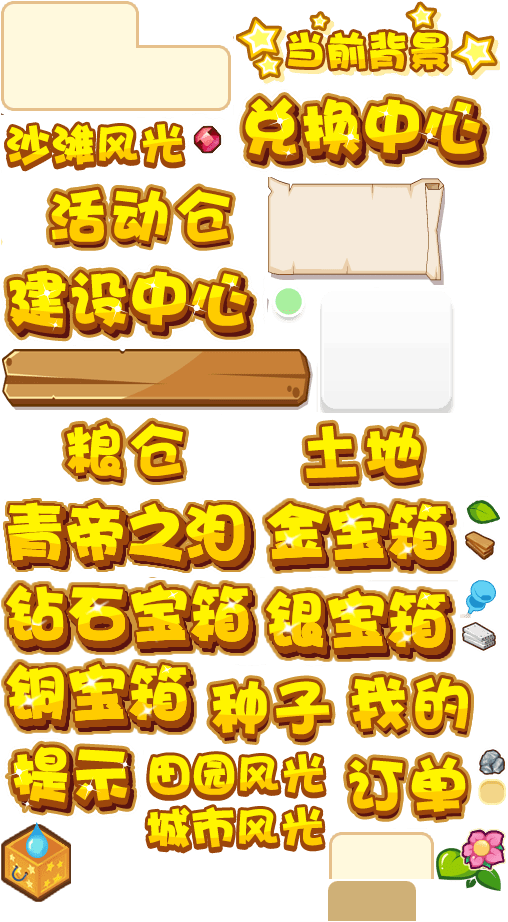 当前背景
兑换中心
沙滩风光
活动仓
建设中心
粮仓
土地
青帝之泪
金宝箱
钻石宝箱
银宝箱
铜宝箱
种子
我的
提示
田园风光
订单
城市风光